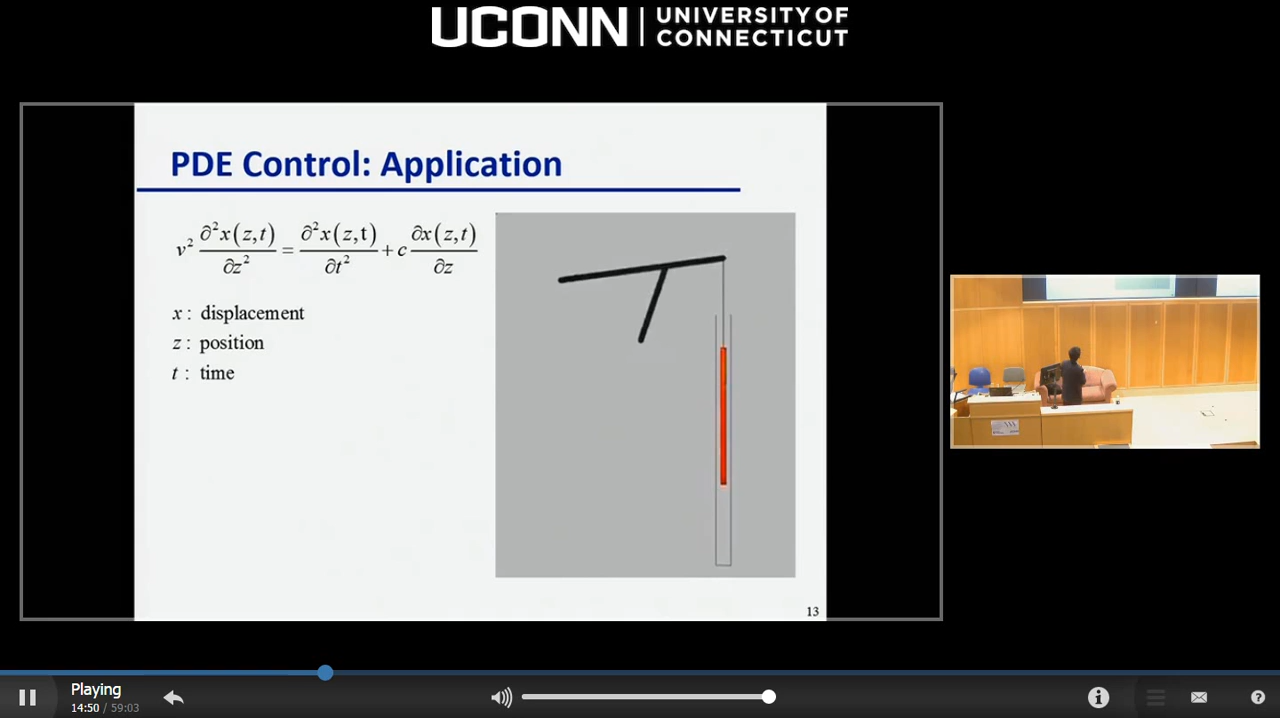 UCONN UNIVERSITY OF
CONNECTICUT
PDE Control: Application
v² ∂²x(z,t)/∂z² = ∂²x(z,t)/∂t² + c ∂x(z,t)/∂z
x : displacement
z : position
t : time
13
Playing
14:50 / 59:03